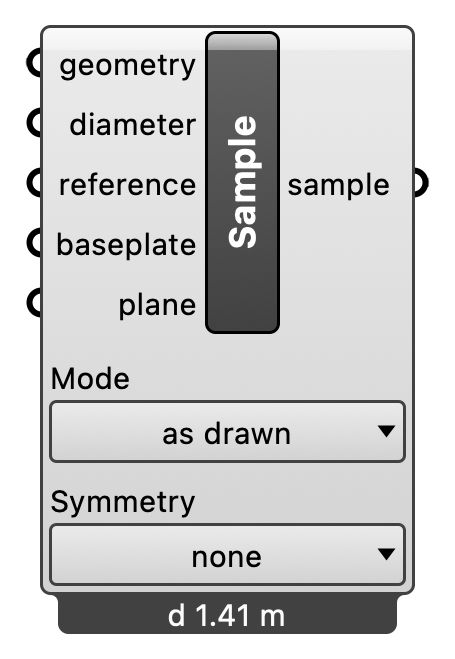 geometry
diameter
reference
baseplate
plane
Sample
sample
Mode
as drawn
Symmetry
none
d 1.41 m